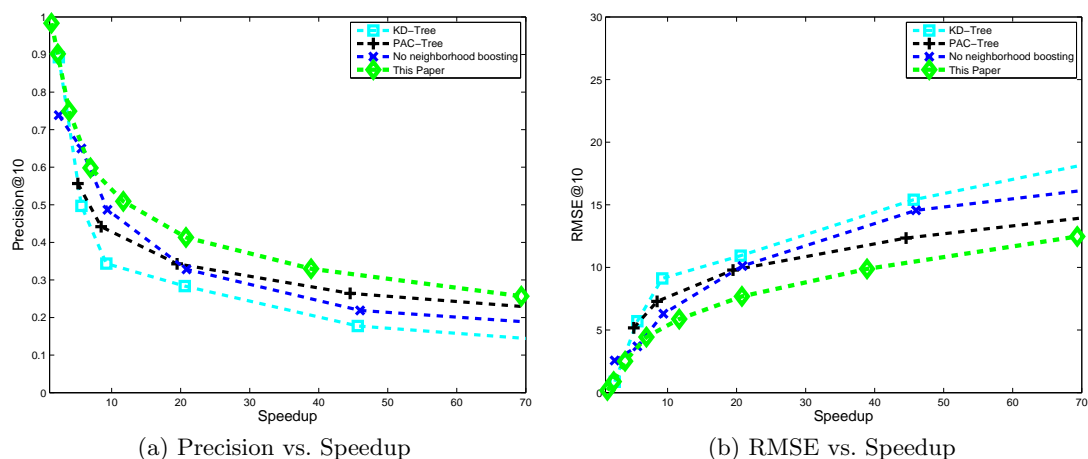 1
0.9
0.8
0.7
0.6
0.5
0.4
0.3
0.2
0.1
0
Precision@10
10 20 30 40 50 60 70
Speedup
KD-Tree
PAC-Tree
No neighborhood boosting
This Paper
(a) Precision vs. Speedup
30
25
20
15
10
5
0
RMSE@10
10 20 30 40 50 60 70
Speedup
KD-Tree
PAC-Tree
No neighborhood boosting
This Paper
(b) RMSE vs. Speedup